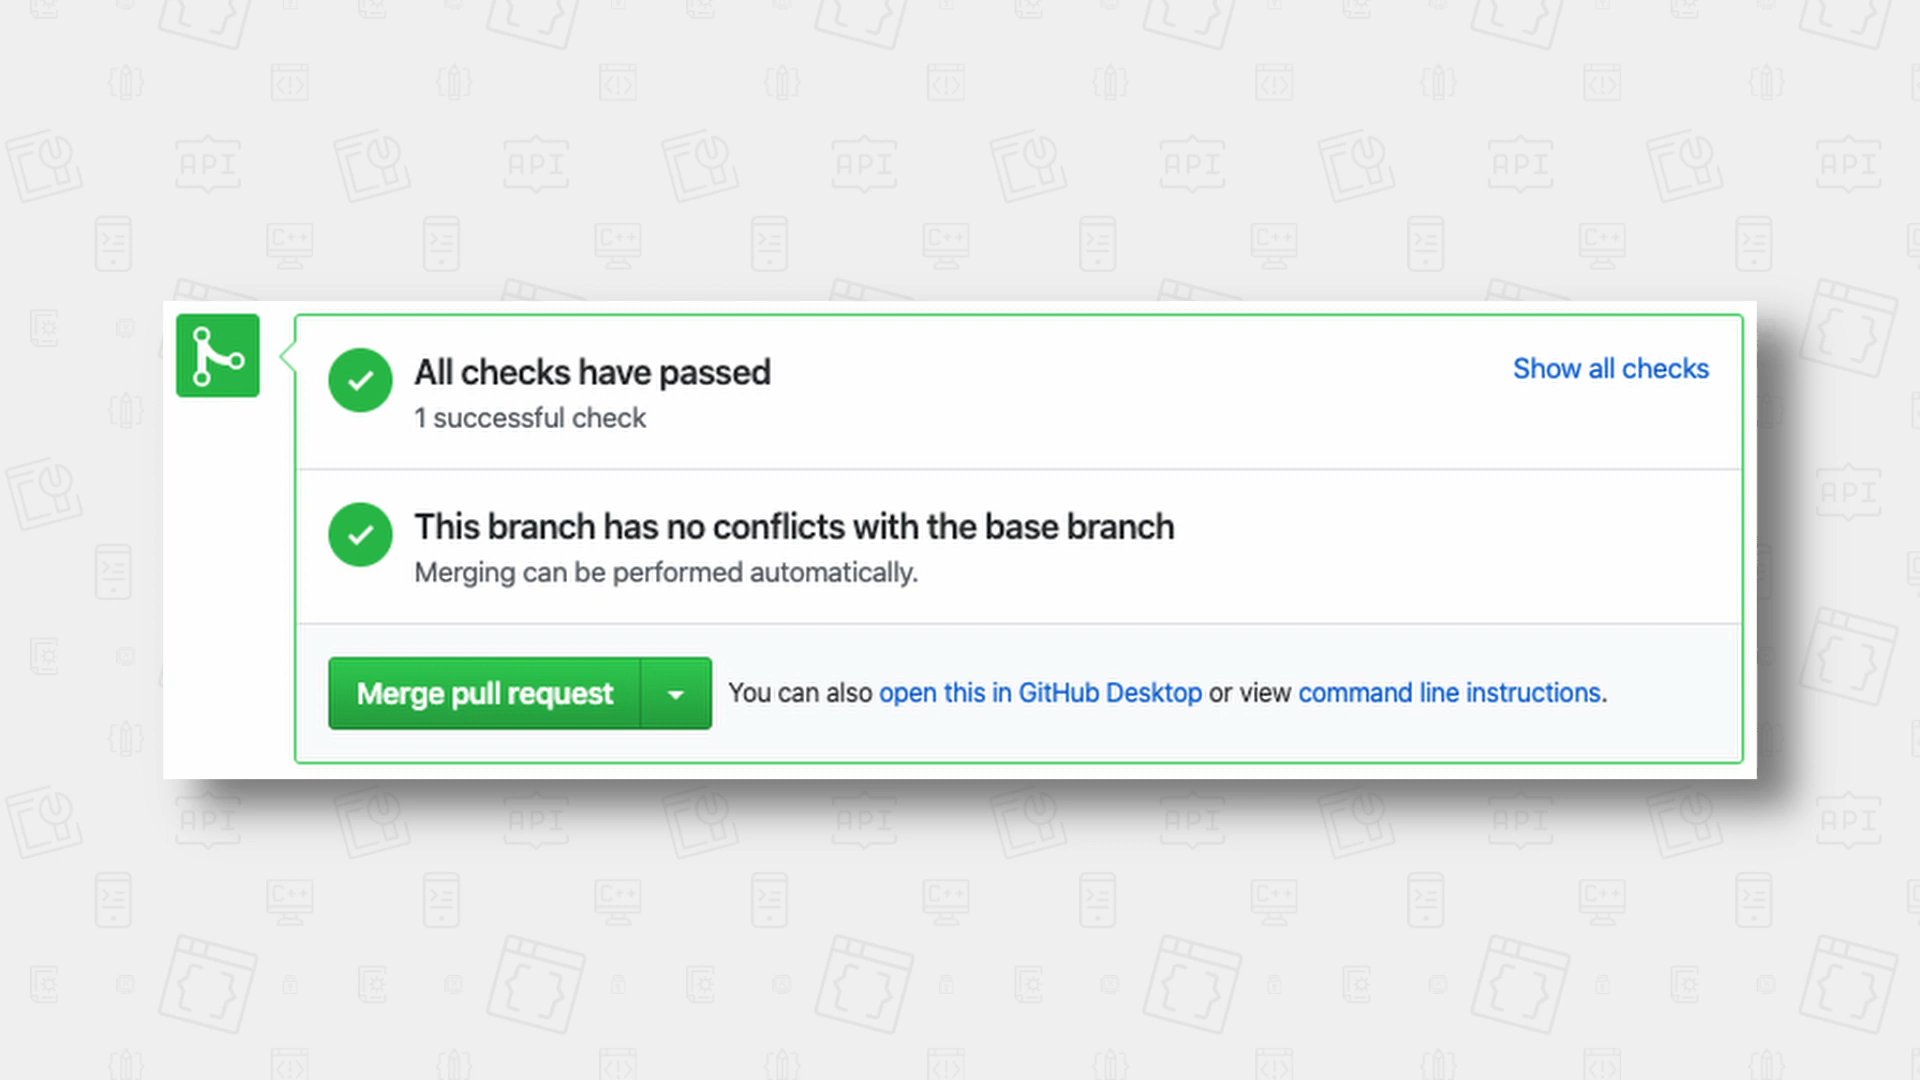 All checks have passed
Show all checks
1 successful check
This branch has no conflicts with the base branch
Merging can be performed automatically.
Merge pull request
You can also open this in GitHub Desktop or view command line instructions.
API
C++